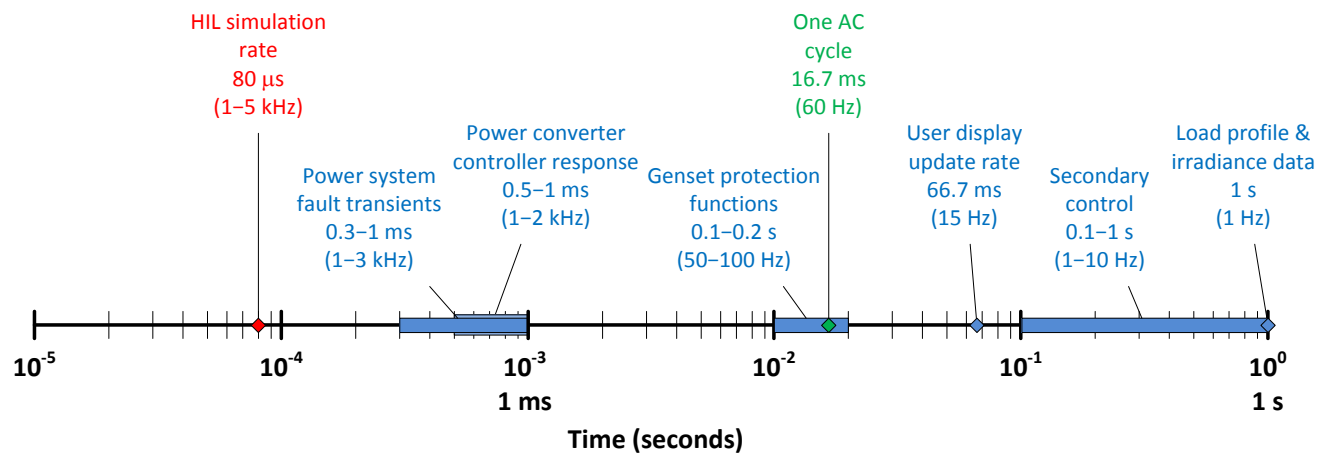 HIL simulation
rate
80 μs
(1−5 kHz)
One AC
cycle
16.7 ms
(60 Hz)
Power system
fault transients
0.3−1 ms
(1−3 kHz)
Power converter
controller response
0.5−1 ms
(1−2 kHz)
Genset protection
functions
0.1−0.2 s
(50−100 Hz)
User display
update rate
66.7 ms
(15 Hz)
Secondary
control
0.1−1 s
(1−10 Hz)
Load profile &
irradiance data
1 s
(1 Hz)
10⁻⁵ 10⁻⁴ 10⁻³ 10⁻² 10⁻¹ 10⁰
1 ms 1 s
Time (seconds)